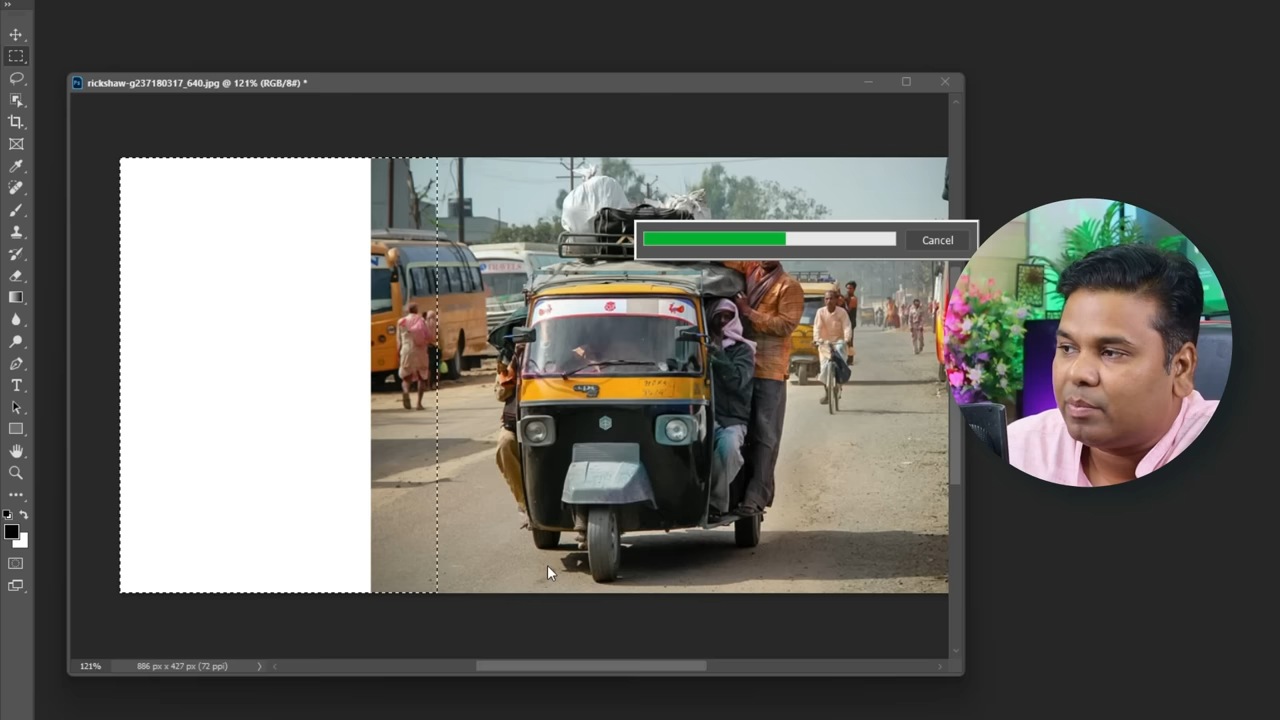 rickshaw-g237180317_640.jpg @ 121% (RGB/8#) *
Cancel
121%
886 px x 427 px (72 ppi)